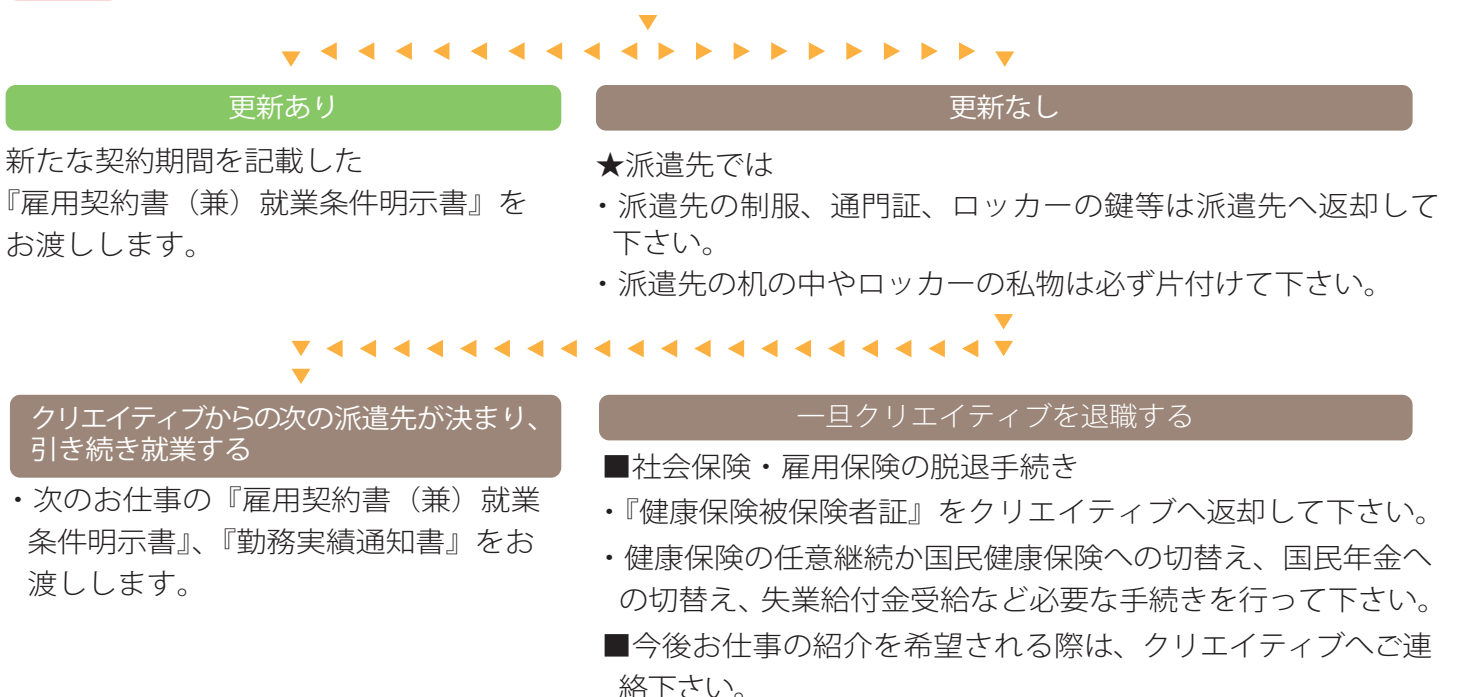 更新あり
新たな契約期間を記載した
『雇用契約書（兼）就業条件明示書』を
お渡しします。
更新なし
★派遣先では
・派遣先の制服、通門証、ロッカーの鍵等は派遣先へ返却して
下さい。
・派遣先の机の中やロッカーの私物は必ず片付けて下さい。
クリエイティブからの次の派遣先が決まり、
引き続き就業する
・次のお仕事の『雇用契約書（兼）就業
条件明示書』、『勤務実績通知書』をお
渡しします。
一旦クリエイティブを退職する
■社会保険・雇用保険の脱退手続き
・『健康保険被保険者証』をクリエイティブへ返却して下さい。
・健康保険の任意継続か国民健康保険への切替え、国民年金へ
の切替え、失業給付金受給など必要な手続きを行って下さい。
■今後お仕事の紹介を希望される際は、クリエイティブへご連
絡下さい。